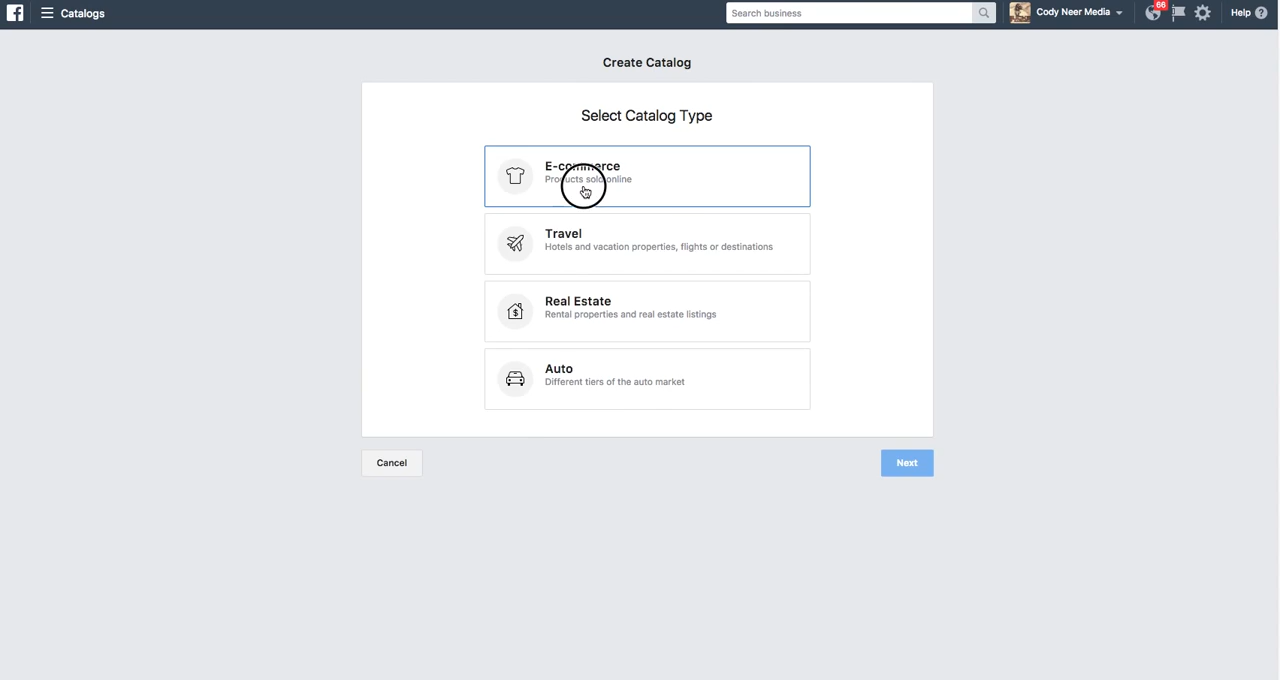 Catalogs
Search business
Cody Neer Media
66
Help ?
Create Catalog
Select Catalog Type
E-commerce
Products sold online
Travel
Hotels and vacation properties, flights or destinations
Real Estate
Rental properties and real estate listings
Auto
Different tiers of the auto market
Cancel
Next